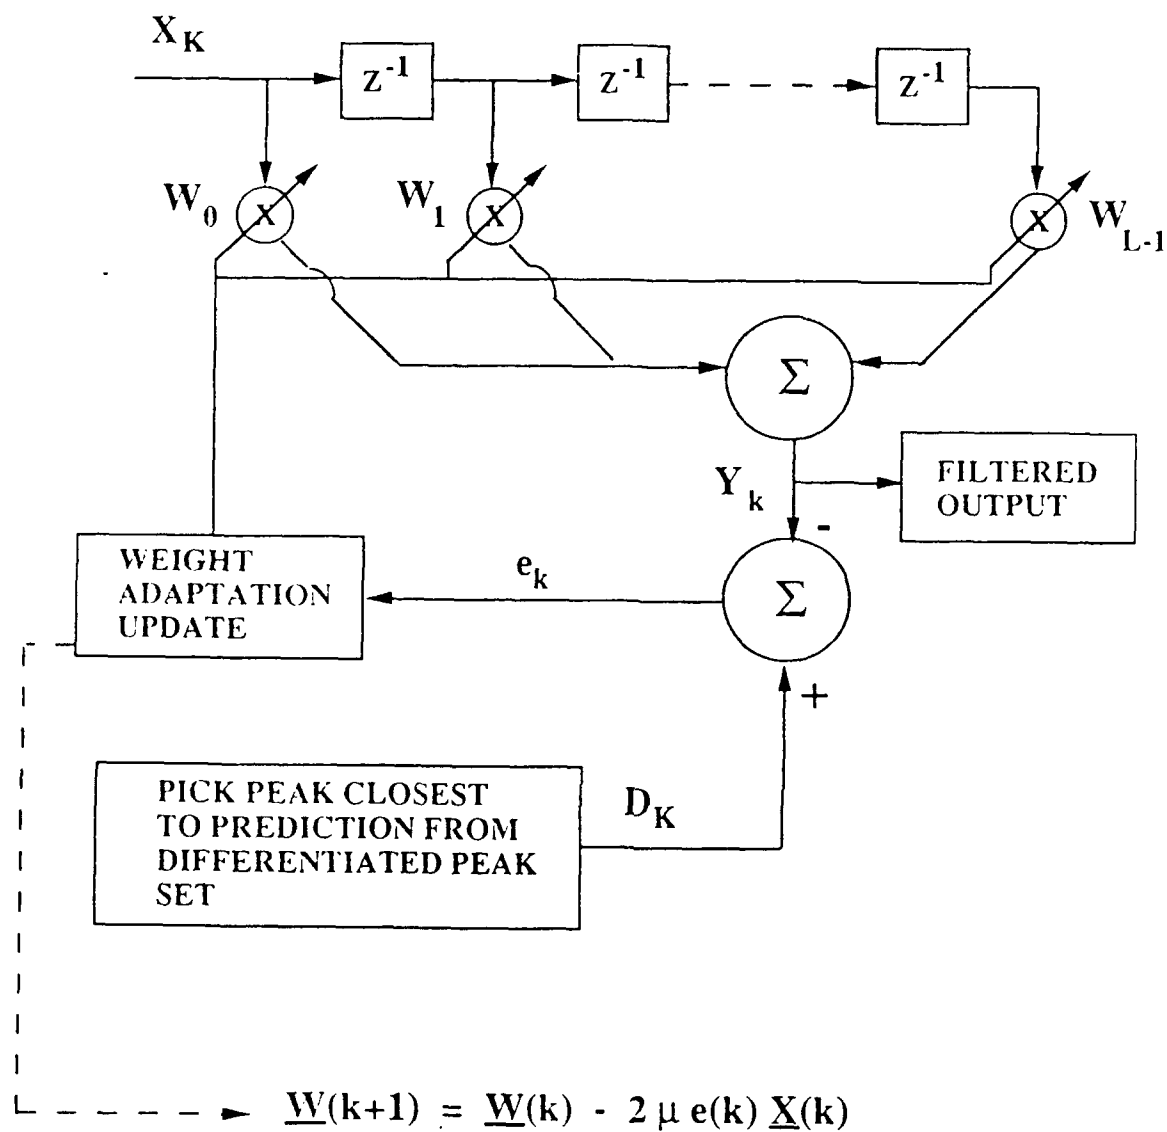 X_K
Z^-1
Z^-1
Z^-1
W_0
X
W_1
X
X
W_L-1
Σ
Y_k
FILTERED
OUTPUT
-
WEIGHT
ADAPTATION
UPDATE
e_k
Σ
+
PICK PEAK CLOSEST
TO PREDICTION FROM
DIFFERENTIATED PEAK
SET
D_K
W(k+1) = W(k) - 2 μ e(k) X(k)